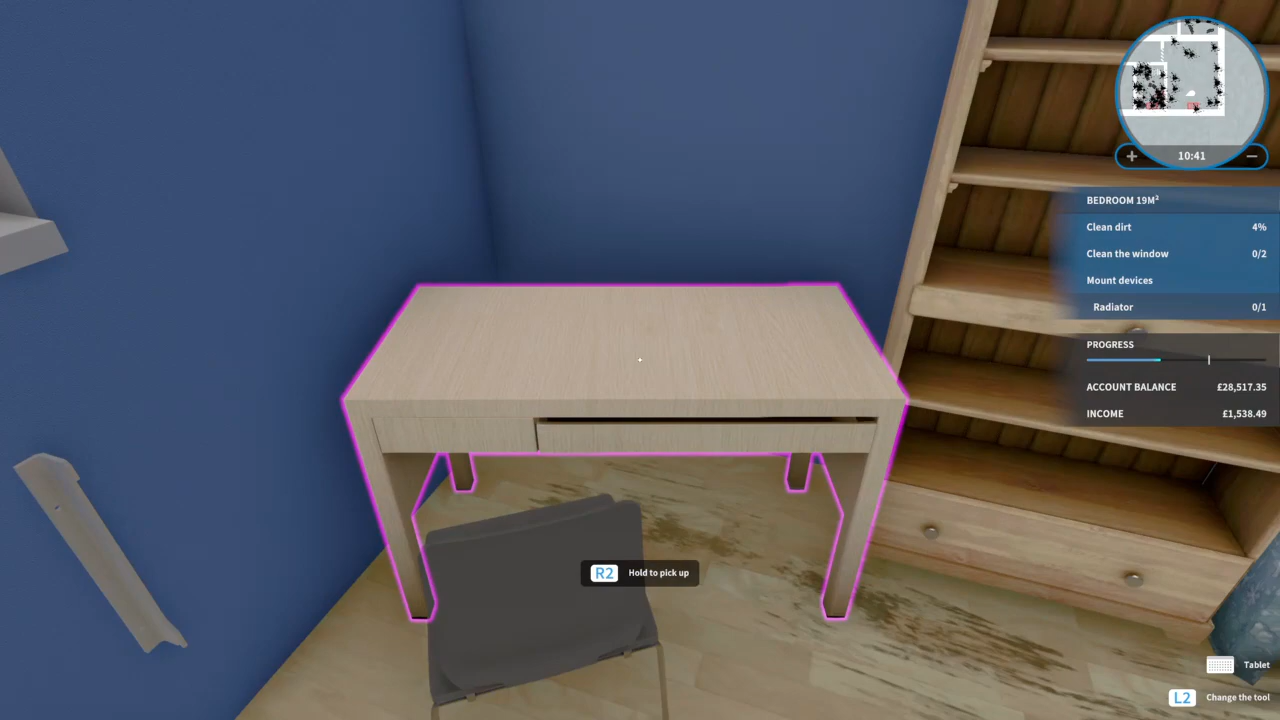 + 10:41 −
BEDROOM 19M²
Clean dirt 4%
Clean the window 0/2
Mount devices
Radiator 0/1
PROGRESS
ACCOUNT BALANCE £28,517.35
INCOME £1,538.49
R2 Hold to pick up
Tablet
L2 Change the tool